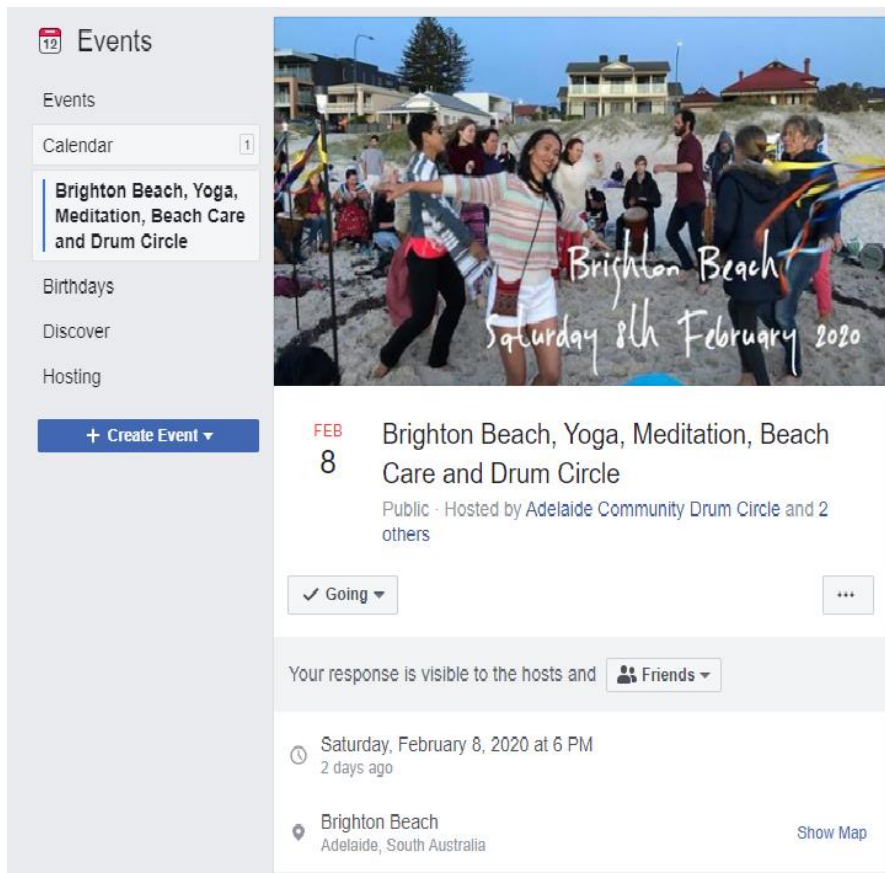 12 Events
Events
Calendar 1
Brighton Beach, Yoga,
Meditation, Beach Care
and Drum Circle
Birthdays
Discover
Hosting
+ Create Event
Brighton Beach
Saturday 8th February 2020
FEB
8
Brighton Beach, Yoga, Meditation, Beach
Care and Drum Circle
Public · Hosted by Adelaide Community Drum Circle and 2
others
✓ Going
...
Your response is visible to the hosts and Friends
Saturday, February 8, 2020 at 6 PM
2 days ago
Brighton Beach
Adelaide, South Australia
Show Map